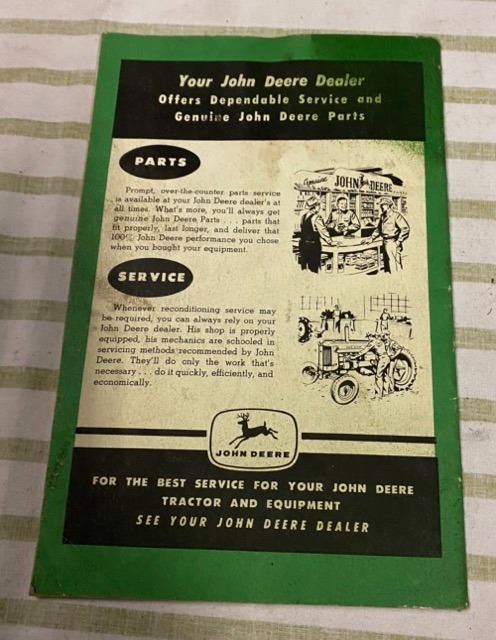 Your John Deere Dealer
Offers Dependable Service and
Genuine John Deere Parts
PARTS
Prompt, over-the-counter parts service
is available at your John Deere dealer's at
all times. What's more, you'll always get
genuine John Deere Parts . . . parts that
fit properly, last longer, and deliver that
100% John Deere performance you chose
when you bought your equipment.
Genuine JOHN DEERE
SERVICE
Whenever reconditioning service may
be required, you can always rely on your
John Deere dealer. His shop is properly
equipped, his mechanics are schooled in
servicing methods recommended by John
Deere. They'll do only the work that's
necessary . . . do it quickly, efficiently, and
economically.
JOHN DEERE
FOR THE BEST SERVICE FOR YOUR JOHN DEERE
TRACTOR AND EQUIPMENT
SEE YOUR JOHN DEERE DEALER